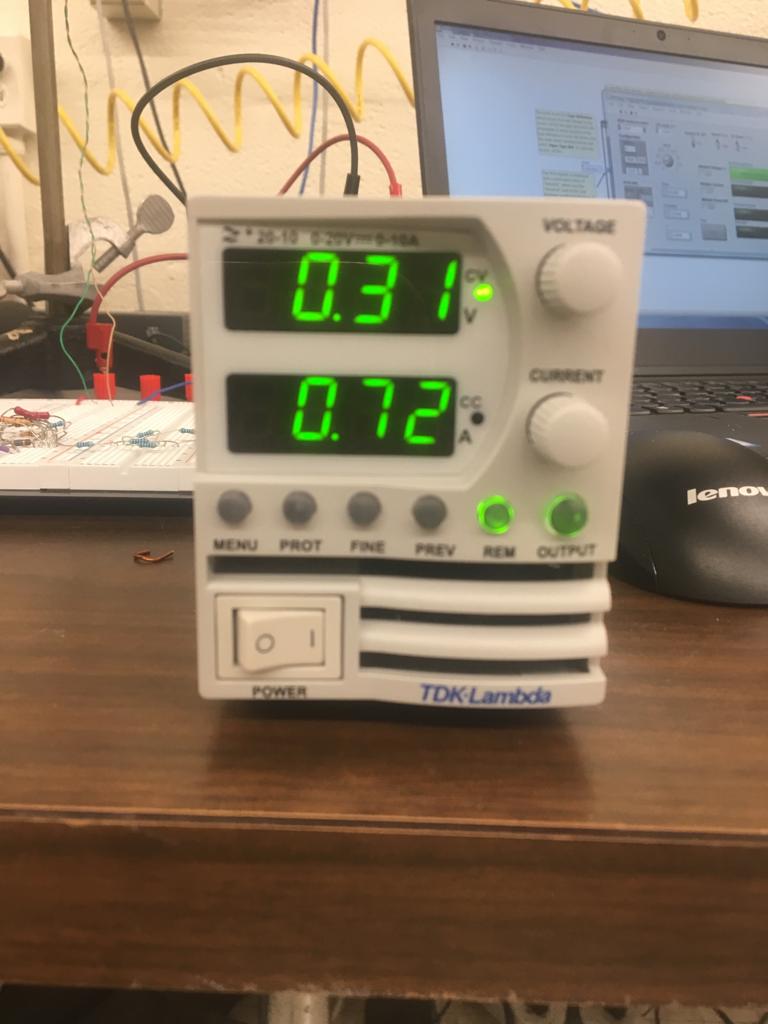 VOLTAGE
Z+ 20-10 0-20V 0-10A
0.31
CV
V
CURRENT
0.72
CC
A
MENU PROT FINE PREV REM OUTPUT
O I
POWER
TDK-Lambda